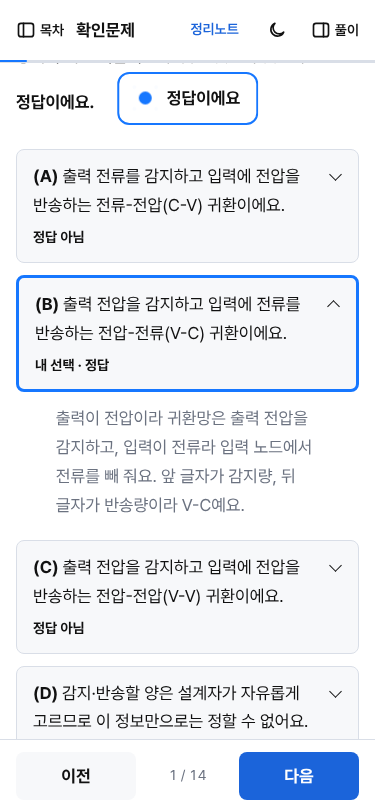 목차 확인문제 정리노트 풀이
정답이에요.
정답이에요
(A) 출력 전류를 감지하고 입력에 전압을
반송하는 전류-전압(C-V) 귀환이에요.
정답 아님
(B) 출력 전압을 감지하고 입력에 전류를
반송하는 전압-전류(V-C) 귀환이에요.
내 선택 · 정답
출력이 전압이라 귀환망은 출력 전압을
감지하고, 입력이 전류라 입력 노드에서
전류를 빼 줘요. 앞 글자가 감지량, 뒤
글자가 반송량이라 V-C예요.
(C) 출력 전압을 감지하고 입력에 전압을
반송하는 전압-전압(V-V) 귀환이에요.
정답 아님
(D) 감지·반송할 양은 설계자가 자유롭게
고르므로 이 정보만으로는 정할 수 없어요.
이전
1 / 14
다음